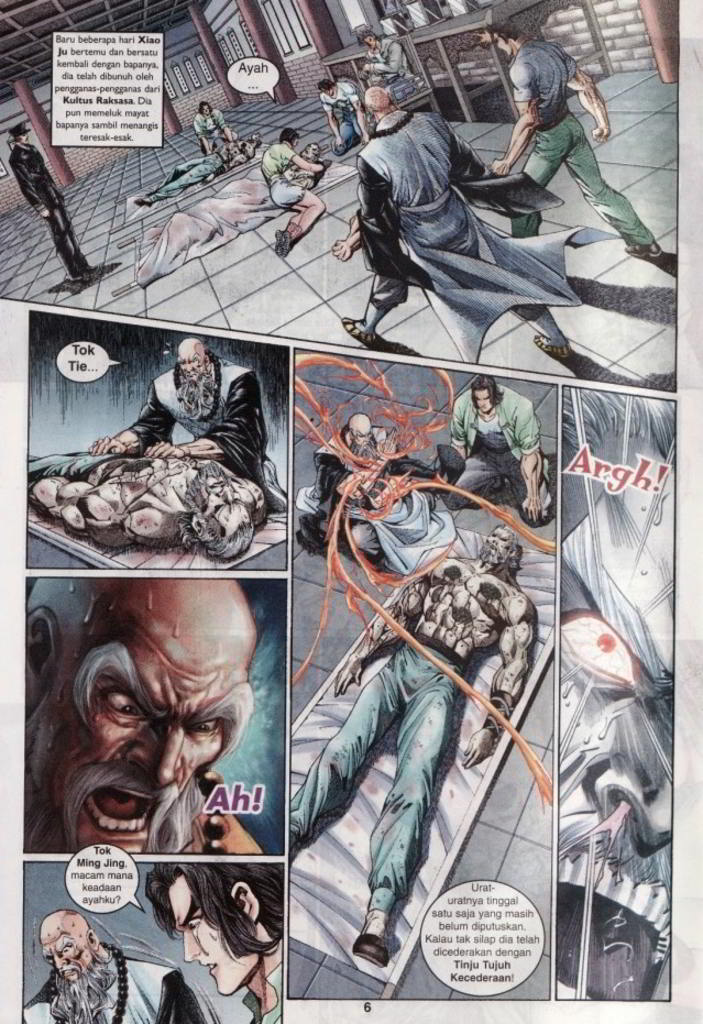 Baru beberapa hari Xiao
Ju bertemu dan bersatu
kembali dengan bapanya,
dia telah dibunuh oleh
pengganas-pengganas dari
Kultus Raksasa. Dia
pun memeluk mayat
bapanya sambil menangis
teresak-esak.
Ayah
...
Tok
Tie...
Argh!
Ah!
Tok
Ming Jing,
macam mana
keadaan
ayahku?
Urat-
uratnya tinggal
satu saja yang masih
belum diputuskan.
Kalau tak silap dia telah
dicederakan dengan
Tinju Tujuh
Kecederaan!
6